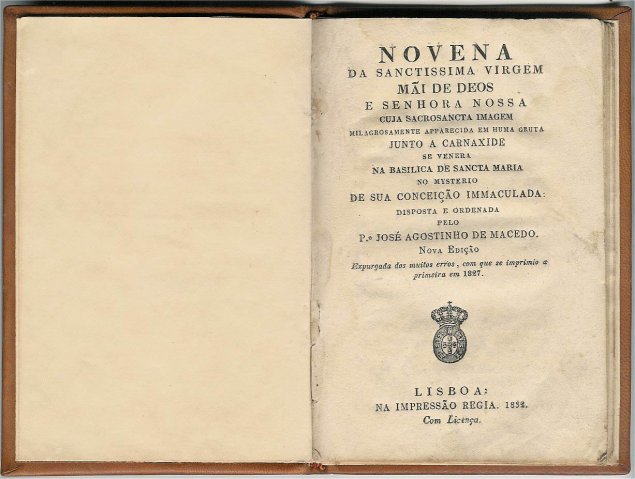 NOVENA
DA SANCTISSIMA VIRGEM
MÃI DE DEOS
E SENHORA NOSSA
CUJA SACROSANCTA IMAGEM
MILAGROSAMENTE APPARECIDA EM HUMA GRUTA
JUNTO A CARNAXIDE
SE VENERA
NA BASILICA DE SANCTA MARIA
NO MYSTERIO
DE SUA CONCEIÇÃO IMMACULADA:
DISPOSTA E ORDENADA
PELO
P.e JOSÉ AGOSTINHO DE MACEDO.
NOVA EDIÇÃO
Expurgada dos muitos erros, com que se imprimio a
primeira em 1827.
LISBOA:
NA IMPRESSÃO REGIA.
Com Licença.